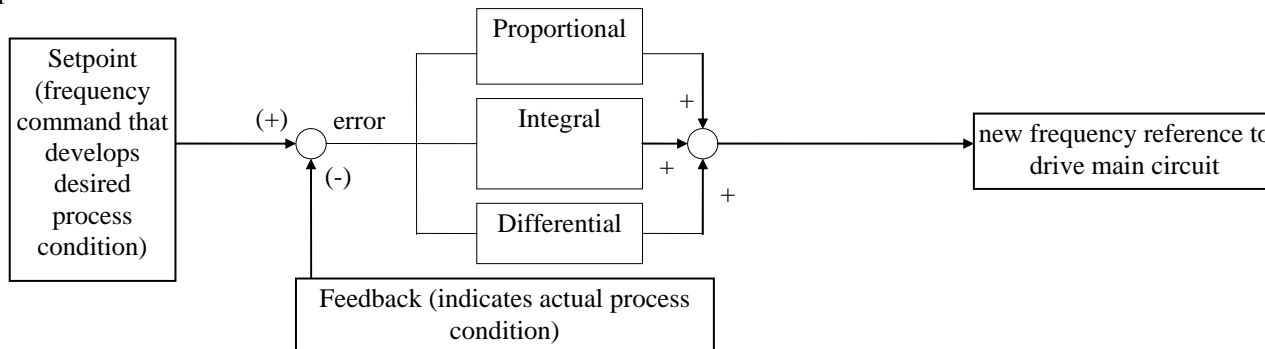 Proportional
Setpoint
(frequency
command that
develops
desired
process
condition)
(+)
error
(-)
Integral
+
+
+
new frequency reference to
drive main circuit
Differential
Feedback (indicates actual process
condition)